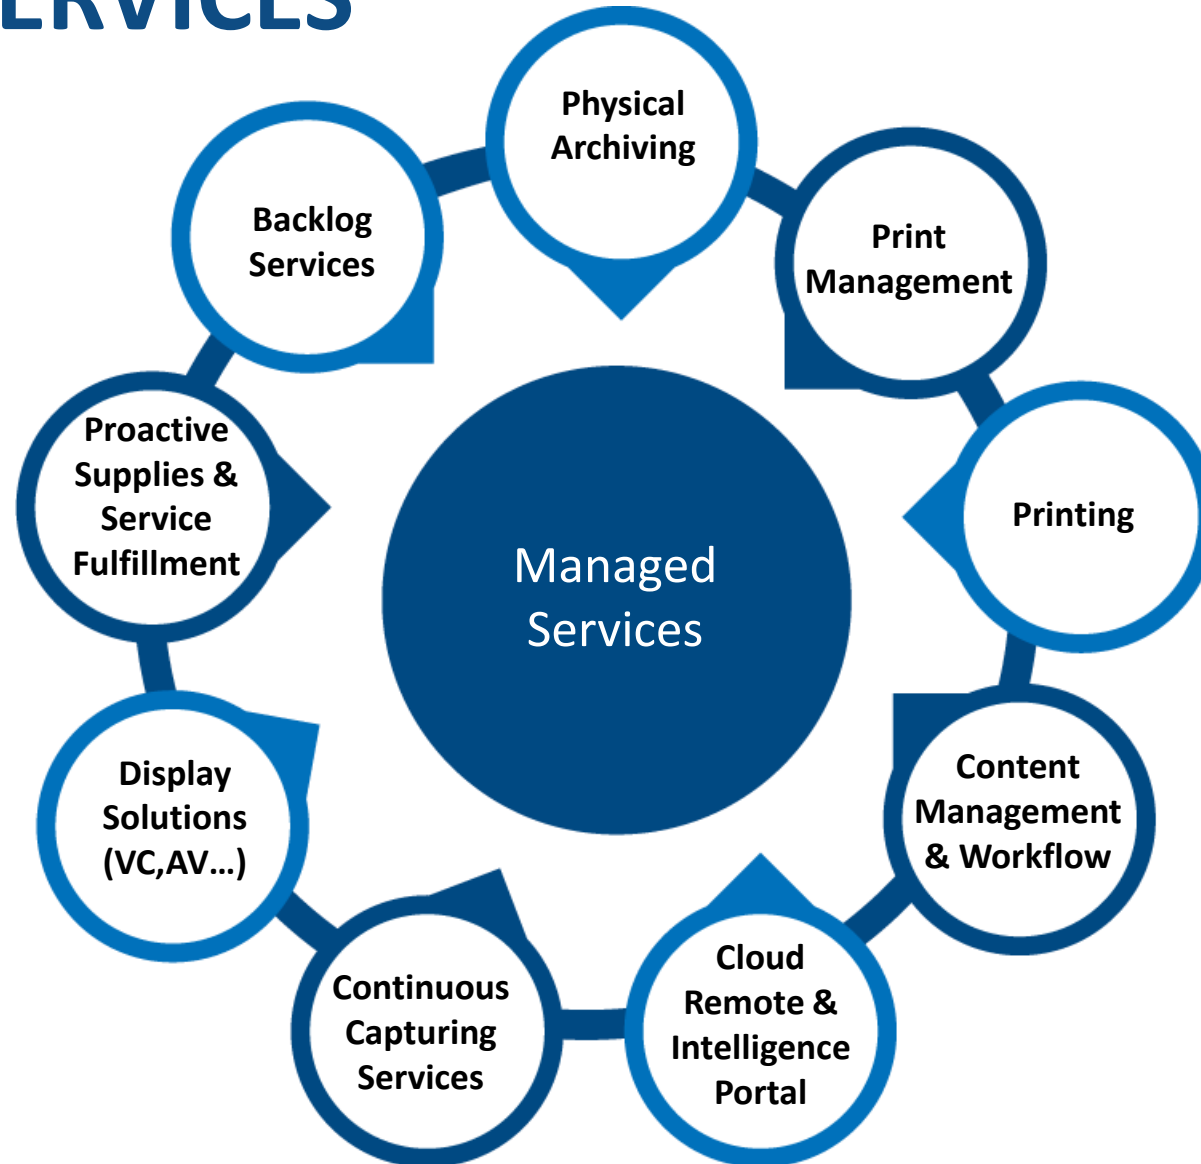 ERVICES
Physical
Archiving
Print
Management
Printing
Content
Management
& Workflow
Cloud
Remote &
Intelligence
Portal
Continuous
Capturing
Services
Display
Solutions
(VC,AV...)
Proactive
Supplies &
Service
Fulfillment
Backlog
Services
Managed
Services